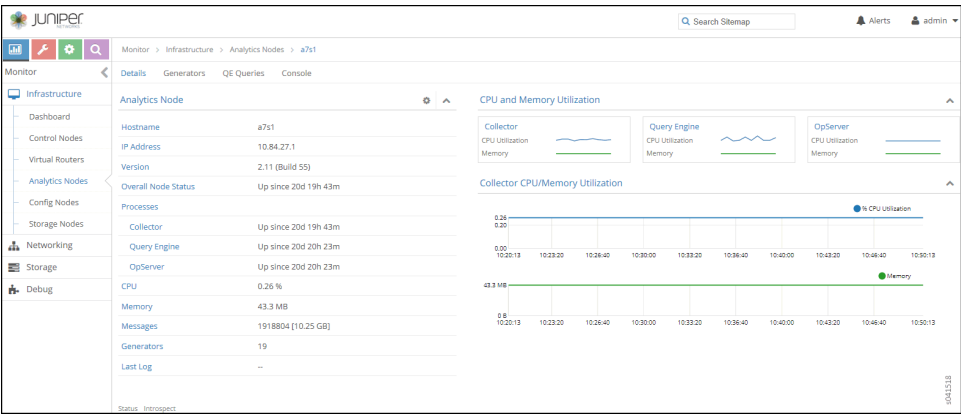 JUNIPER
NETWORKS
Search Sitemap
Alerts
admin
Monitor
Infrastructure
Dashboard
Control Nodes
Virtual Routers
Analytics Nodes
Config Nodes
Storage Nodes
Networking
Storage
Debug
Monitor > Infrastructure > Analytics Nodes > a7s1
Details Generators QE Queries Console
Analytics Node
Hostname a7s1
IP Address 10.84.27.1
Version 2.11 (Build 55)
Overall Node Status Up since 20d 19h 43m
Processes
Collector Up since 20d 19h 43m
Query Engine Up since 20d 20h 23m
OpServer Up since 20d 20h 23m
CPU 0.26 %
Memory 43.3 MB
Messages 1918804 [10.25 GB]
Generators 19
Last Log --
Status Introspect
CPU and Memory Utilization
Collector
CPU Utilization
Memory
Query Engine
CPU Utilization
Memory
OpServer
CPU Utilization
Memory
Collector CPU/Memory Utilization
% CPU Utilization
0.26
0.20
0.00
10:20:13 10:23:20 10:26:40 10:30:00 10:33:20 10:36:40 10:40:00 10:43:20 10:46:40 10:50:13
Memory
43.3 MB
0 B
10:20:13 10:23:20 10:26:40 10:30:00 10:33:20 10:36:40 10:40:00 10:43:20 10:46:40 10:50:13
s041518